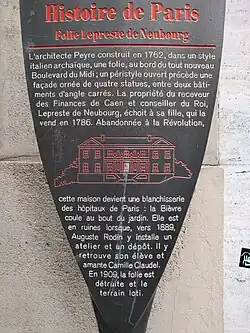 Histoire de Paris
Folie Lepreste de Neubourg
L'architecte Peyre construit en 1762, dans un style
italien archaïque, une folie, au bord du tout nouveau
Boulevard du Midi ; un péristyle ouvert précède une
façade ornée de quatre statues, entre deux bâti-
ments d'angle carrés. La propriété du receveur
des Finances de Caen et conseiller du Roi,
Lepreste de Neubourg, échoit à sa fille, qui la
vend en 1786. Abandonnée à la Révolution,
cette maison devient une blanchisserie
des hôpitaux de Paris : la Bièvre
coule au bout du jardin. Elle est
en ruines lorsque, vers 1889,
Auguste Rodin y installe un
atelier et un dépôt. Il y
retrouve son élève et
amante Camille Claudel.
En 1909, la folie est
détruite et le
terrain loti.